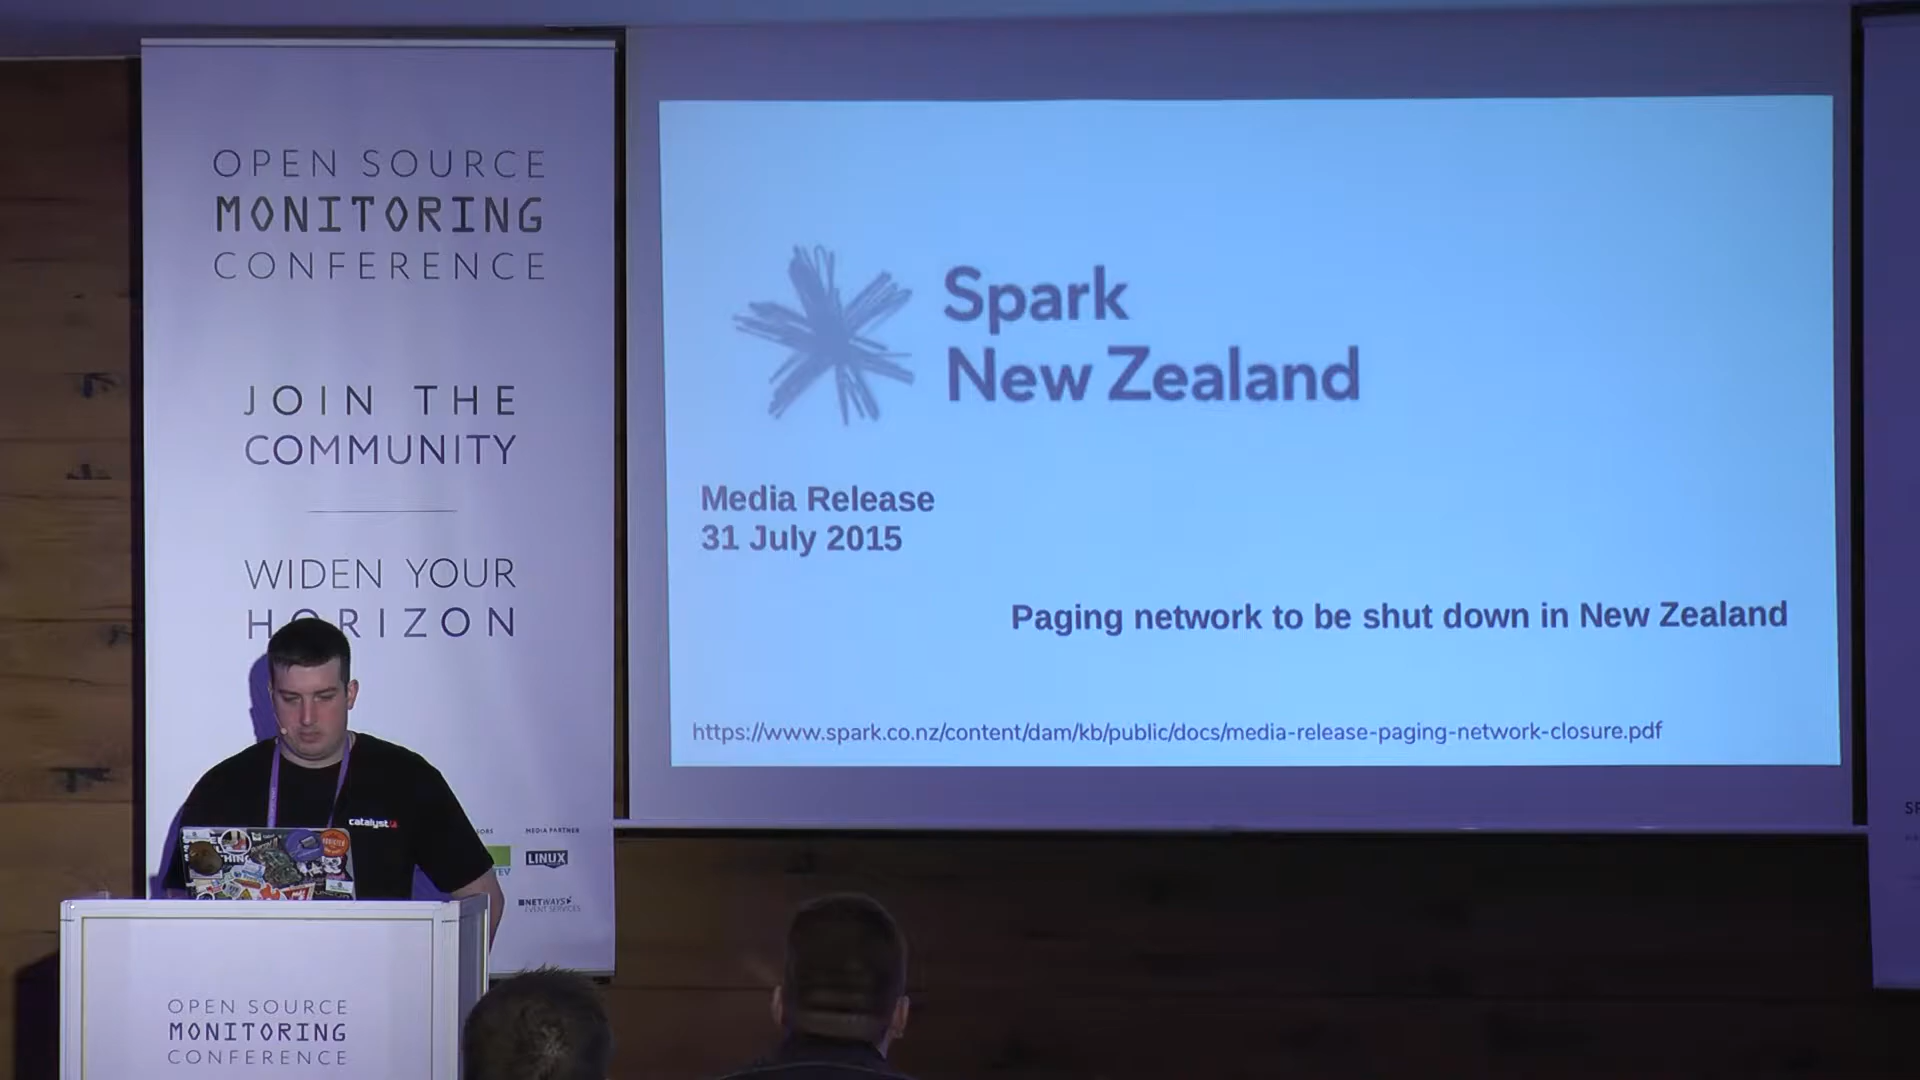 OPEN SOURCE
MONITORING
CONFERENCE
JOIN THE
COMMUNITY
WIDEN YOUR
HORIZON
MEDIA PARTNER
LINUX
NETWAYS
EVENT SERVICES
catalyst
OPEN SOURCE
MONITORING
CONFERENCE
Spark
New Zealand
Media Release
31 July 2015
Paging network to be shut down in New Zealand
https://www.spark.co.nz/content/dam/kb/public/docs/media-release-paging-network-closure.pdf